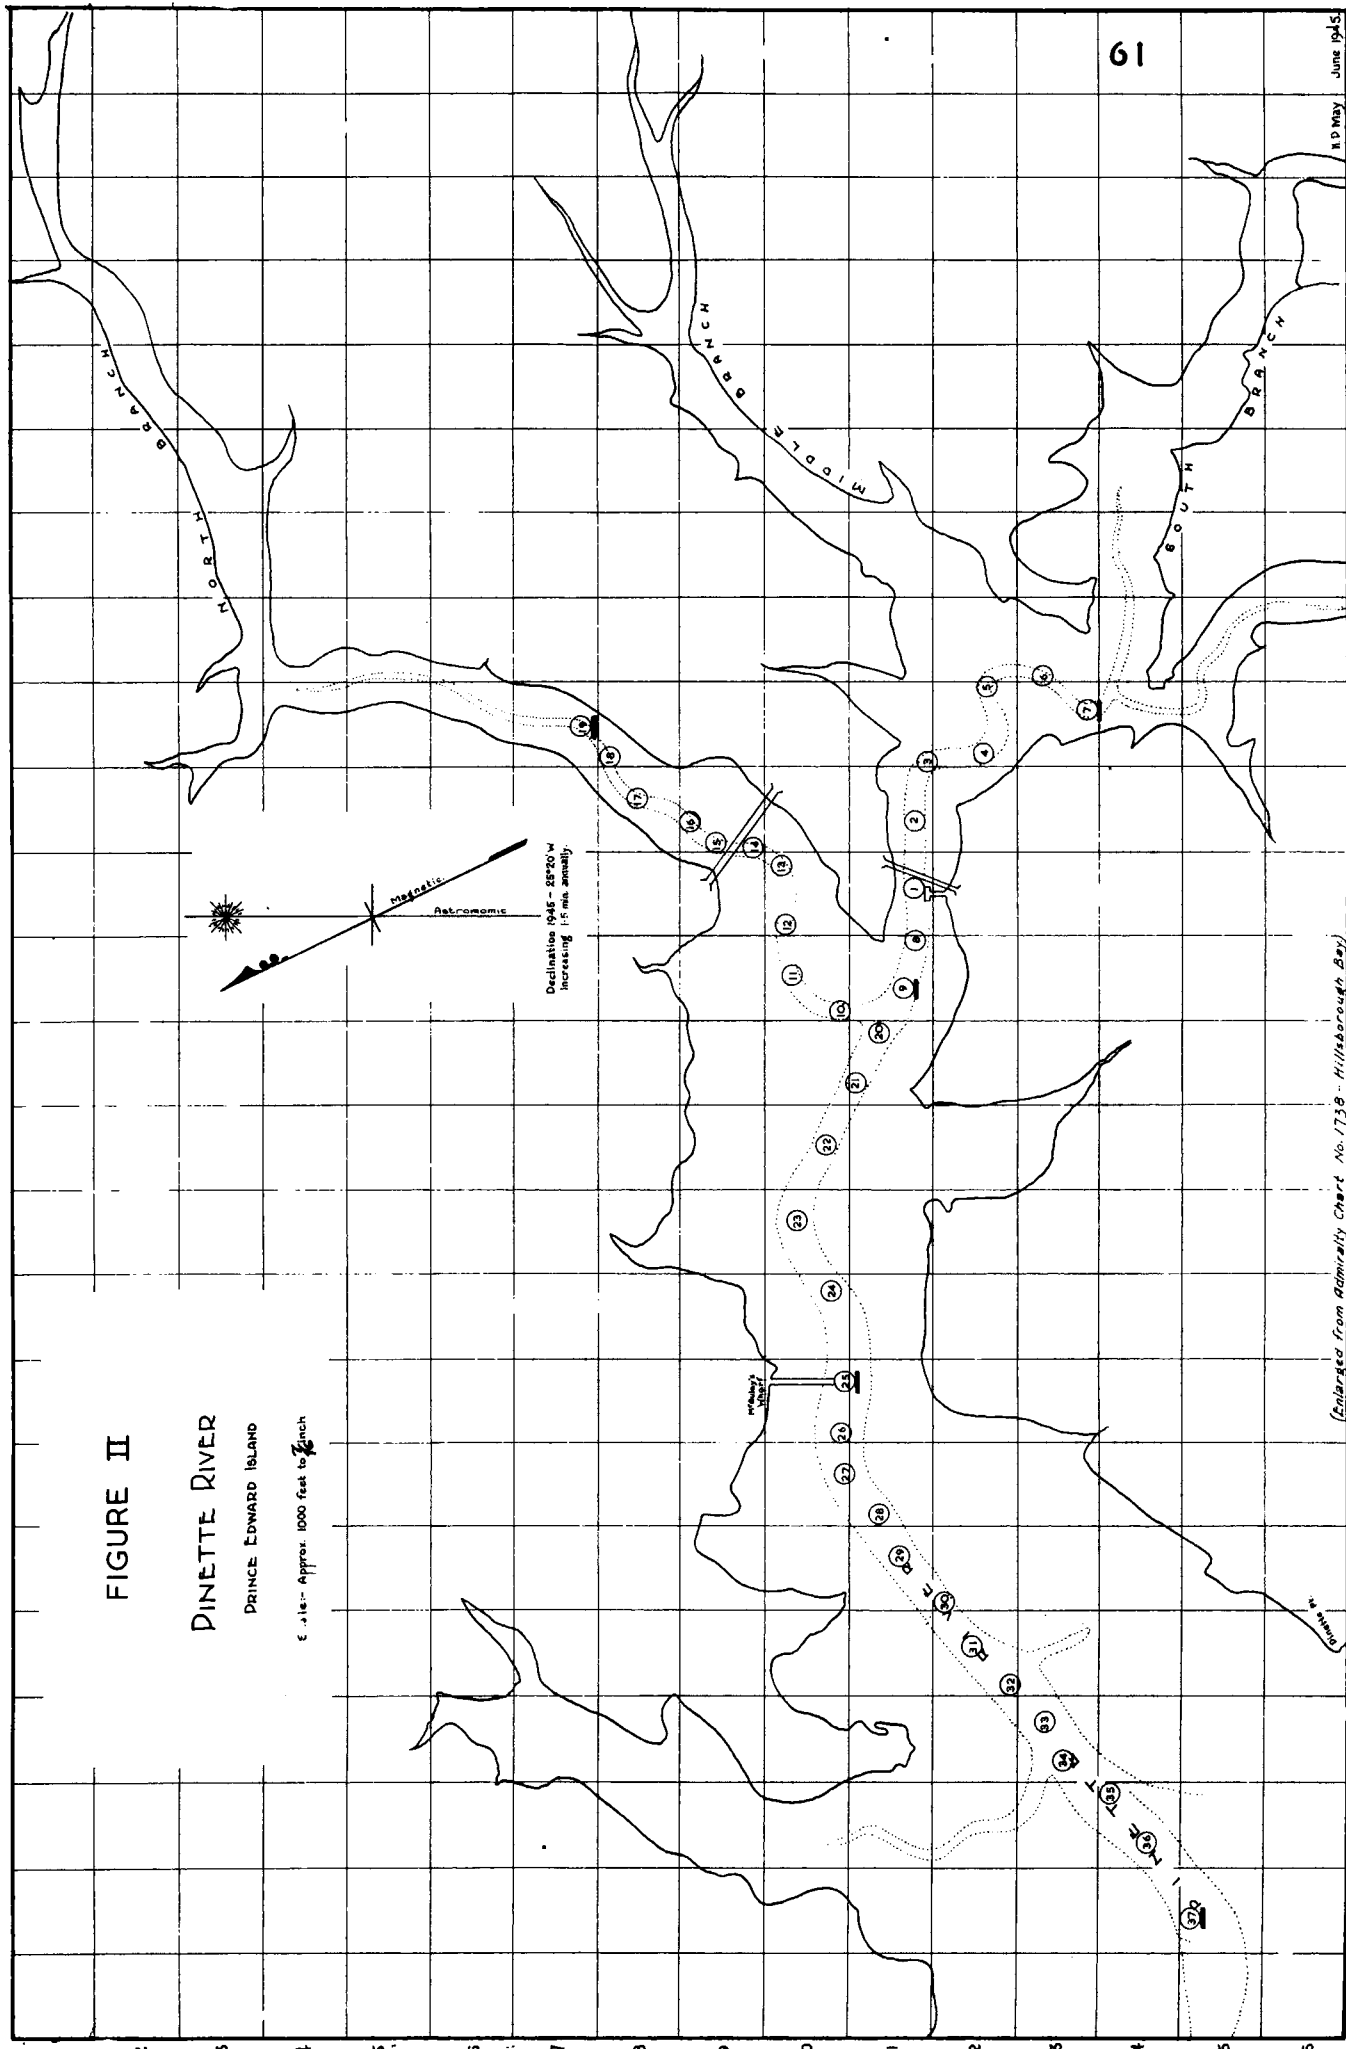 61
FIGURE II
PINETTE RIVER
PRINCE EDWARD ISLAND
Approx. 1000 feet to inch
Magnetic
Astronomic
Declination 1945 - 25°20'W
Increasing 1.5 min. annually.
NORTH BRANCH
MIDDLE BRANCH
SOUTH BRANCH
Wharf
Pinette Pt.
PINETTE RIVER
1
2
3
4
5
6
7
8
9
10
11
12
13
14
15
16
17
18
19
20
21
22
23
24
25
26
27
28
29
30
31
32
33
34
35
36
37
(Enlarged from Admiralty Chart No. 1738 - Hillsborough Bay)
N.D May June 1945.